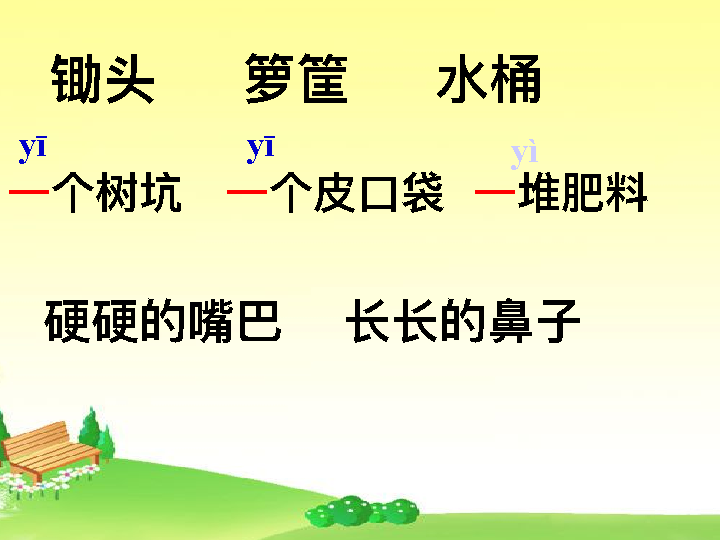 锄头 箩筐 水桶
yī yī yì
一个树坑 一个皮口袋 一堆肥料
硬硬的嘴巴 长长的鼻子